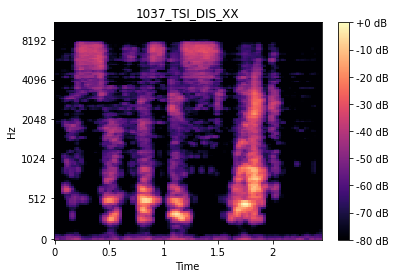 1037_TSI_DIS_XX
+0 dB
8192
-10 dB
4096
-20 dB
-30 dB
2048
Hz
-40 dB
1024
-50 dB
512
-60 dB
-70 dB
0
-80 dB
0
0.5
1
1.5
2
Time